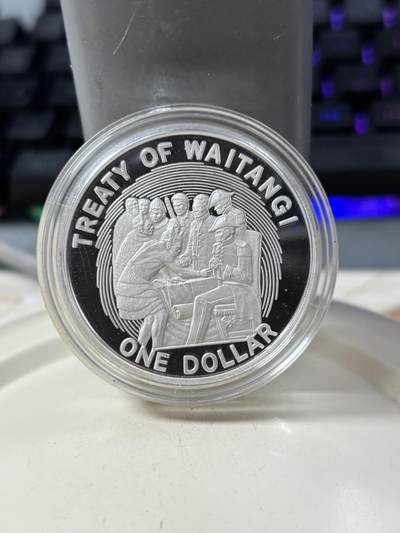 TREATY OF WAITANGI
ONE DOLLAR